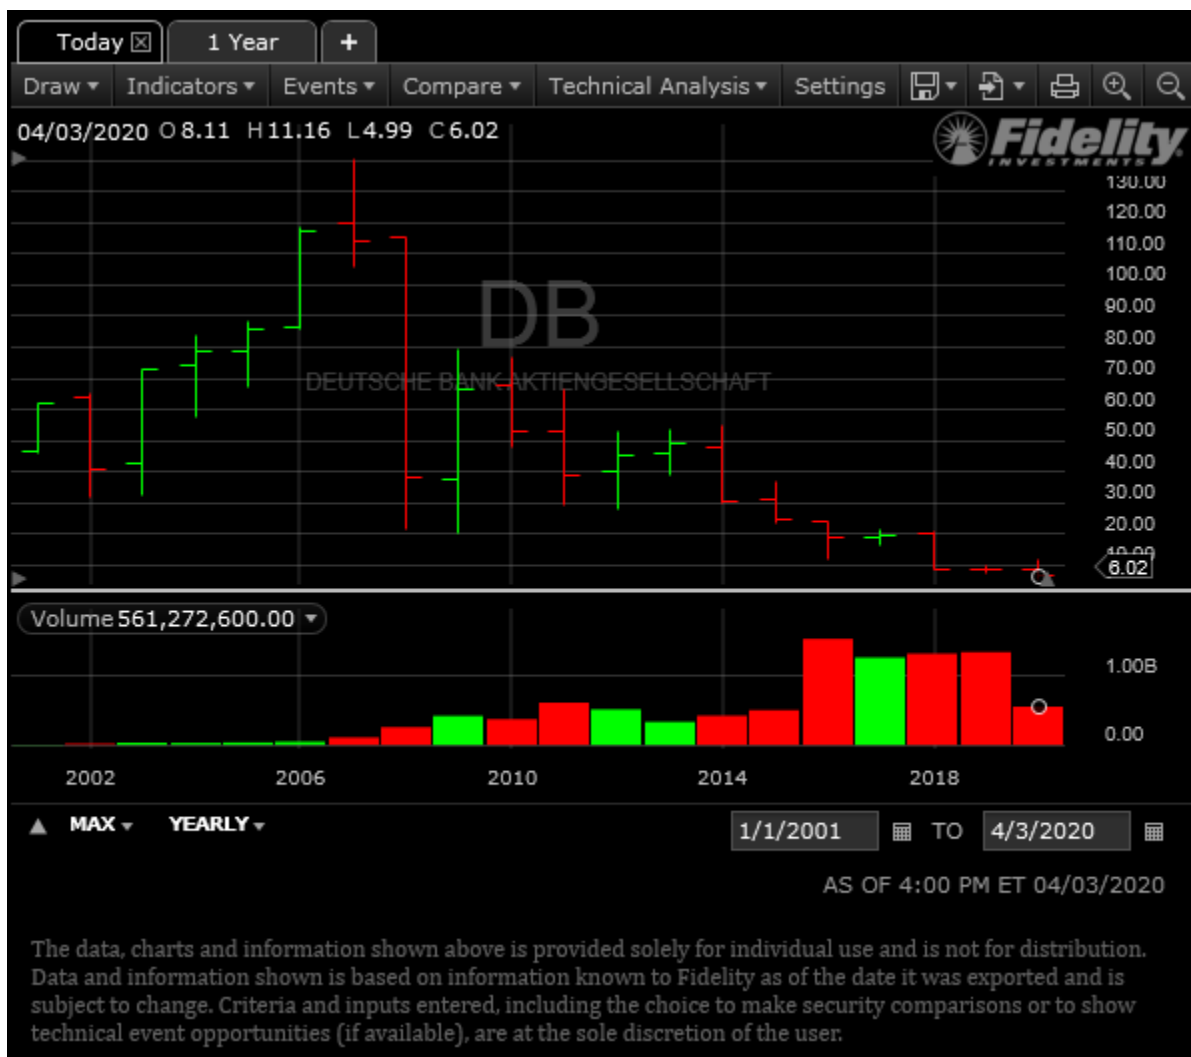 Today
1 Year
+
Draw Indicators Events Compare Technical Analysis Settings
04/03/2020 O 8.11 H 11.16 L 4.99 C 6.02
Fidelity
INVESTMENTS
130.00
120.00
110.00
100.00
90.00
80.00
70.00
60.00
50.00
40.00
30.00
20.00
10.00
6.02
DB
DEUTSCHE BANK AKTIENGESELLSCHAFT
Volume 561,272,600.00
1.00B
0.00
2002 2006 2010 2014 2018
MAX YEARLY 1/1/2001 TO 4/3/2020
AS OF 4:00 PM ET 04/03/2020
The data, charts and information shown above is provided solely for individual use and is not for distribution.
Data and information shown is based on information known to Fidelity as of the date it was exported and is
subject to change. Criteria and inputs entered, including the choice to make security comparisons or to show
technical event opportunities (if available), are at the sole discretion of the user.